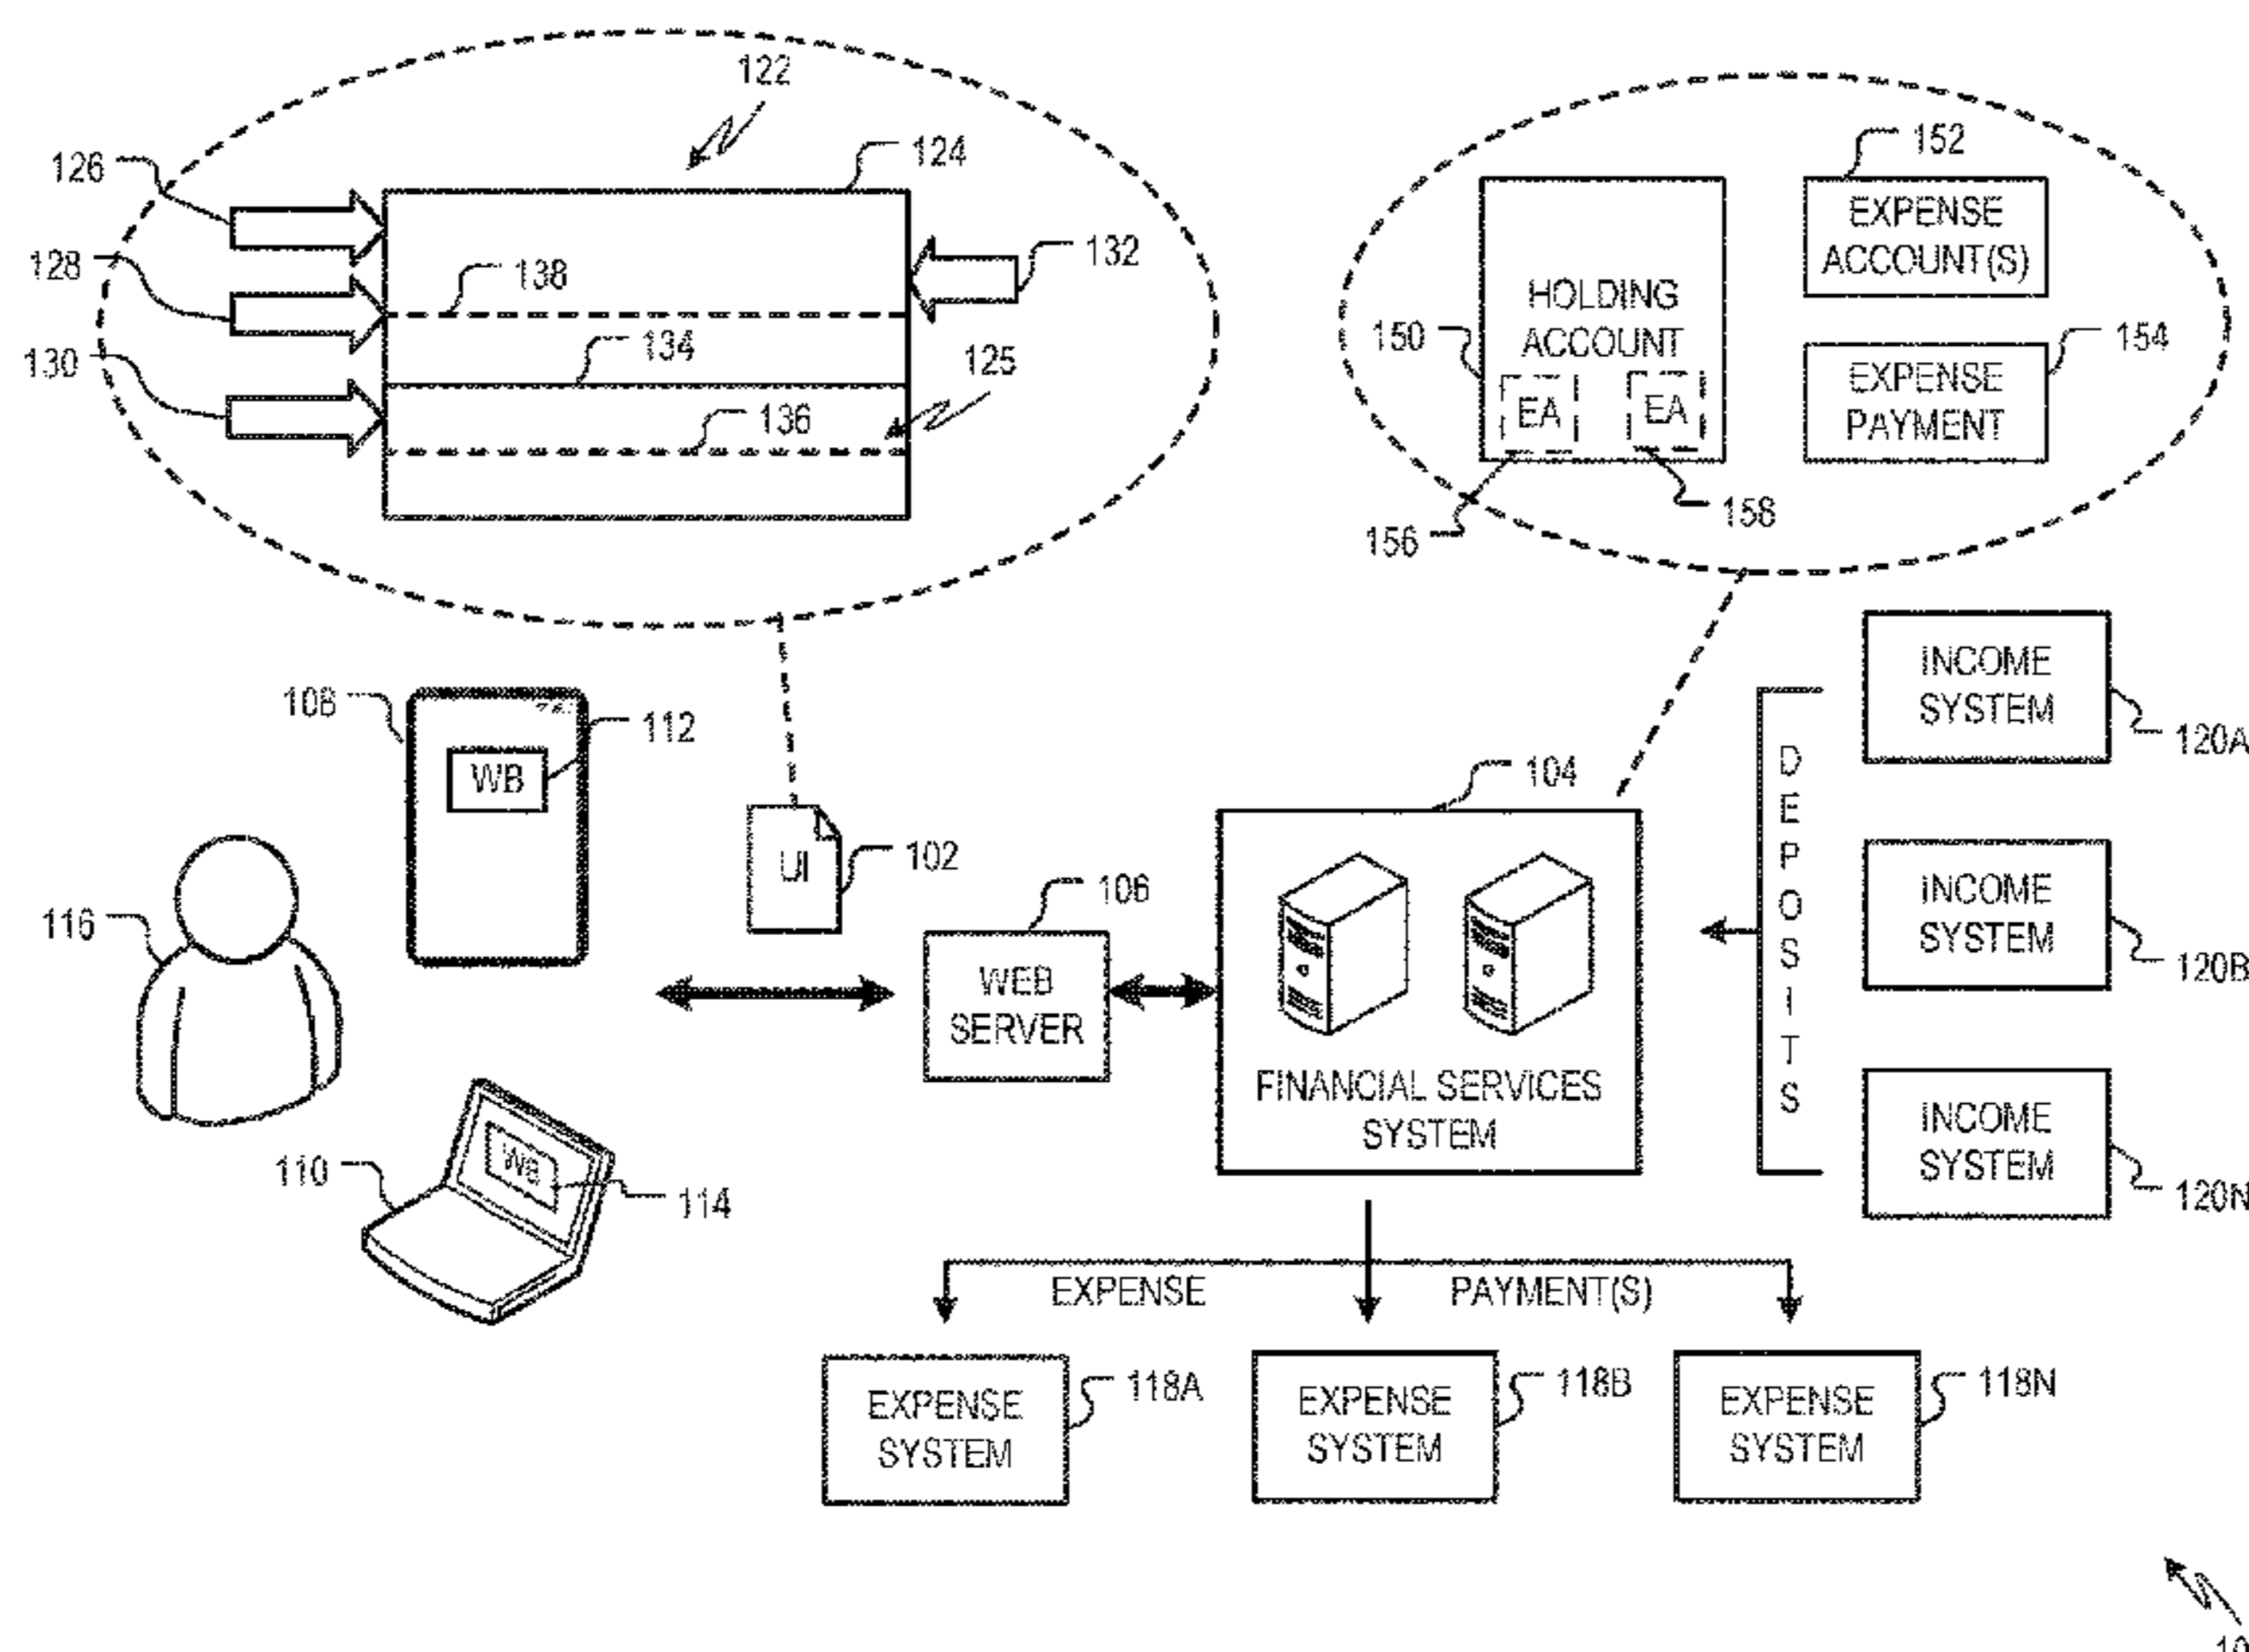 122
124
126
128
138
132
130
134
125
136
152
EXPENSE
ACCOUNT(S)
HOLDING
ACCOUNT
150
154
EXPENSE
PAYMENT
EA
EA
156
158
108
112
WB
UI
102
116
110
WB
114
106
WEB
SERVER
104
FINANCIAL SERVICES
SYSTEM
DEPOSITS
INCOME
SYSTEM
120A
INCOME
SYSTEM
120B
INCOME
SYSTEM
120N
EXPENSE PAYMENT(S)
EXPENSE
SYSTEM
118A
EXPENSE
SYSTEM
118B
EXPENSE
SYSTEM
118N